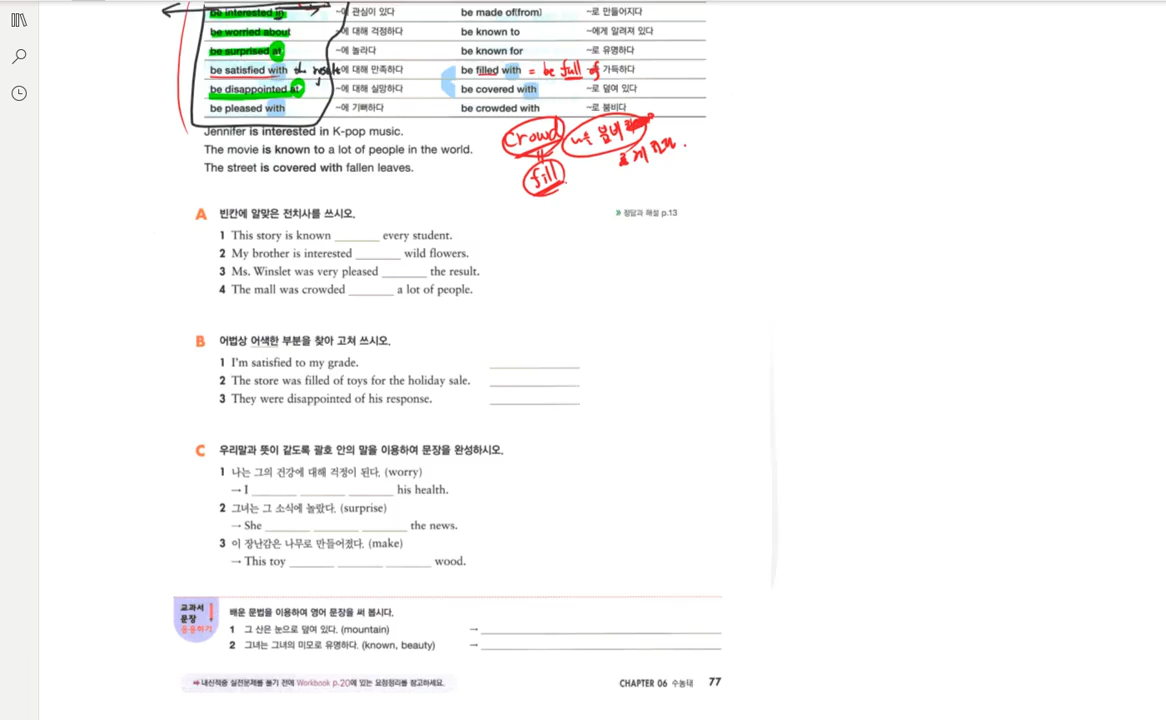 be interested in ~에 관심이 있다 be made of(from) ~로 만들어지다
be worried about ~에 대해 걱정하다 be known to ~에게 알려져 있다
be surprised at ~에 놀라다 be known for ~로 유명하다
be satisfied with the result ~에 대해 만족하다 be filled with = be full of 가득하다
be disappointed at ~에 대해 실망하다 be covered with ~로 덮여 있다
be pleased with ~에 기뻐하다 be crowded with ~로 붐비다
Jennifer is interested in K-pop music.
The movie is known to a lot of people in the world.
The street is covered with fallen leaves.
crowd
fill
A 빈칸에 알맞은 전치사를 쓰시오.
» 정답과 해설 p.13
1 This story is known ______ every student.
2 My brother is interested ______ wild flowers.
3 Ms. Winslet was very pleased ______ the result.
4 The mall was crowded ______ a lot of people.
B 어법상 어색한 부분을 찾아 고쳐 쓰시오.
1 I'm satisfied to my grade.
2 The store was filled of toys for the holiday sale.
3 They were disappointed of his response.
C 우리말과 뜻이 같도록 괄호 안의 말을 이용하여 문장을 완성하시오.
1 나는 그의 건강에 대해 걱정이 된다. (worry)
→ I ______ ______ ______ his health.
2 그녀는 그 소식에 놀랐다. (surprise)
→ She ______ ______ ______ the news.
3 이 장난감은 나무로 만들어졌다. (make)
→ This toy ______ ______ ______ wood.
교과서
문장
응용하기
배운 문법을 이용하여 영어 문장을 써 봅시다.
1 그 산은 눈으로 덮여 있다. (mountain) →
2 그녀는 그녀의 미모로 유명하다. (known, beauty) →
➜ 내신적중 실전문제를 풀기 전에 Workbook p.20에 있는 요점정리를 참고하세요.
CHAPTER 06 수동태 77